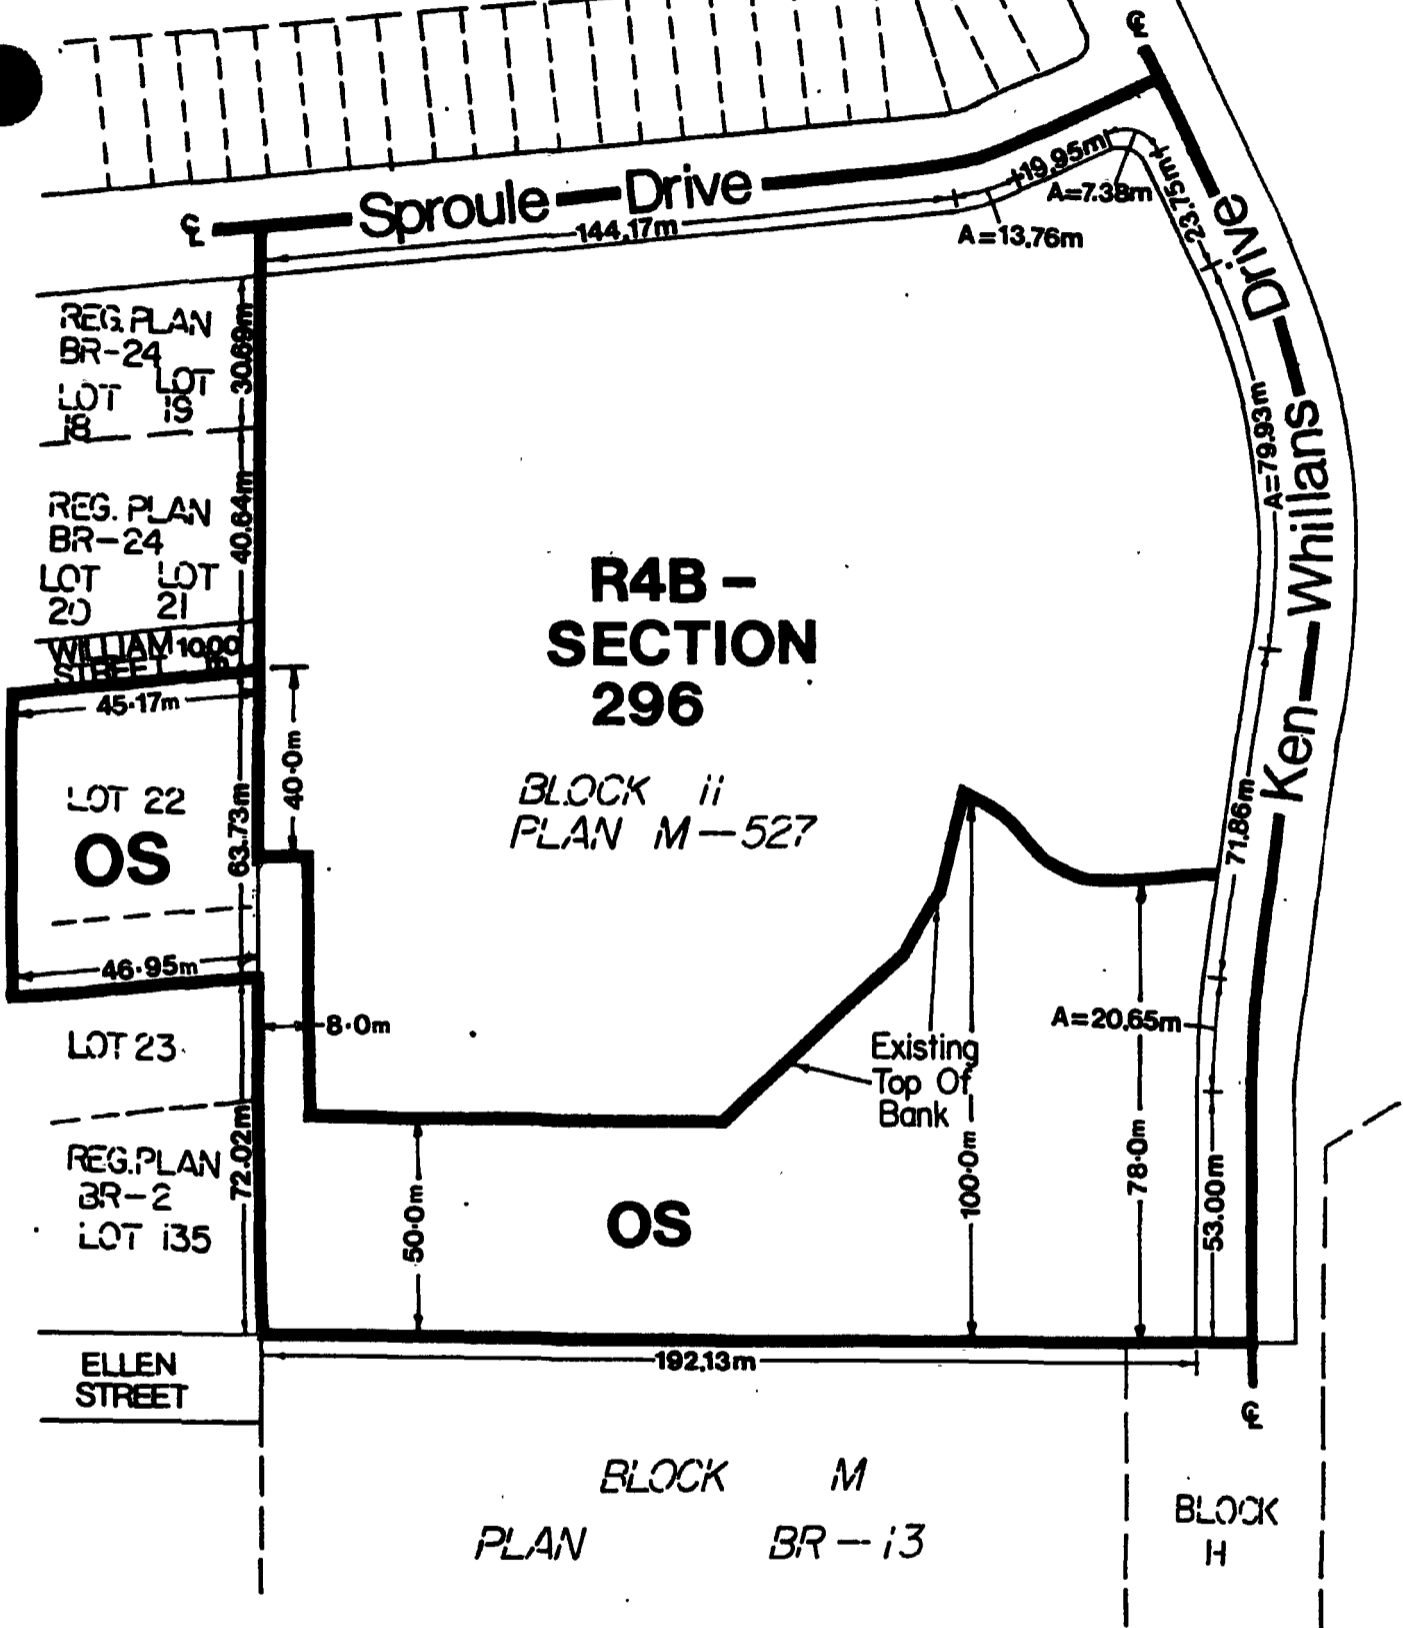 ℄
Sproule Drive
℄
144.17m
19.95m
A=7.38m
A=13.76m
23.75m
Ken Whillans Drive
A=79.93m
71.86m
A=20.65m
53.00m
REG. PLAN
BR-24
LOT 18
LOT 19
30.69m
REG. PLAN
BR-24
LOT 20
LOT 21
40.64m
WILLIAM STREET
10.00m
45.17m
LOT 22
OS
63.73m
40.0m
46.95m
8.0m
LOT 23
REG. PLAN
BR-2
LOT 135
72.02m
R4B –
SECTION
296
BLOCK 11
PLAN M-527
Existing
Top Of
Bank
50.0m
OS
100.0m
78.0m
192.13m
ELLEN
STREET
℄
BLOCK M
PLAN BR-13
BLOCK
H